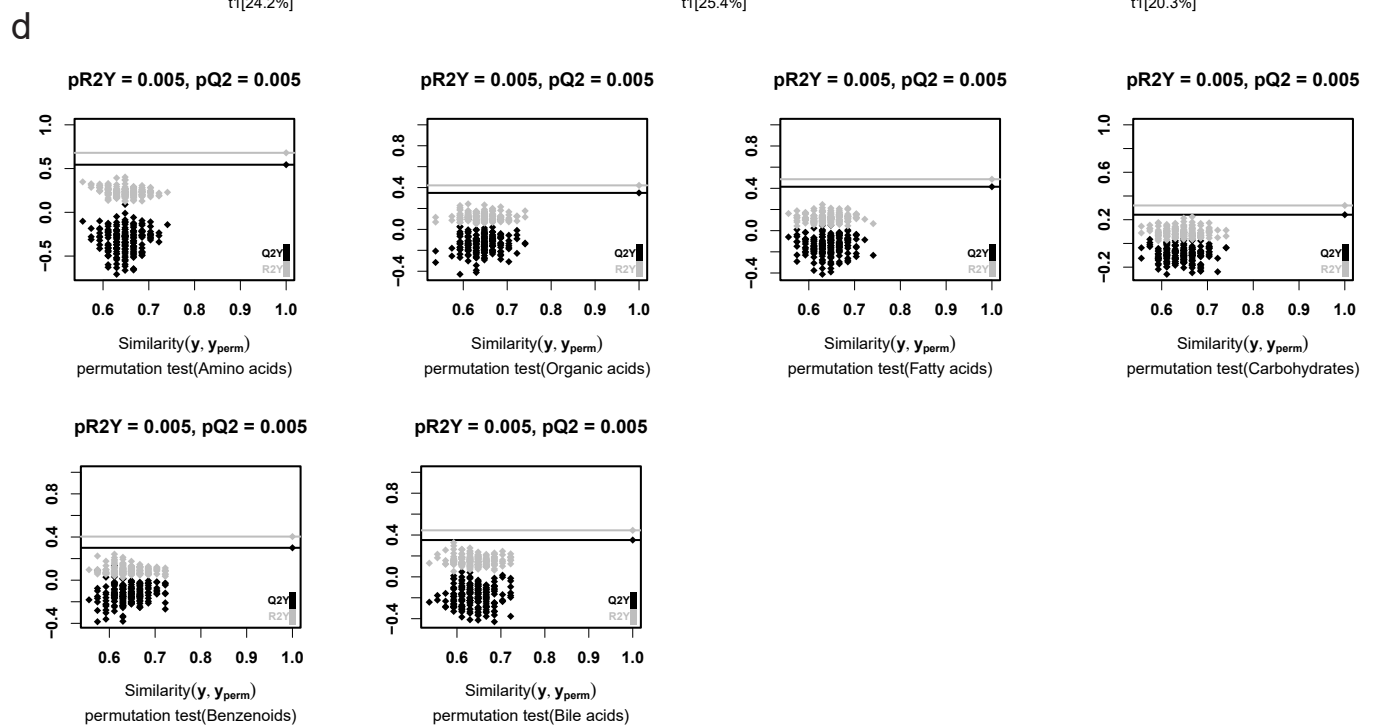 t1[24.2%] t1[25.4%] t1[20.3%]
d
pR2Y = 0.005, pQ2 = 0.005
1.0
0.5
0.0
−0.5
Q2Y
R2Y
0.6 0.7 0.8 0.9 1.0
Similarity(y, yperm)
permutation test(Amino acids)
pR2Y = 0.005, pQ2 = 0.005
0.8
0.4
0.0
−0.4
Q2Y
R2Y
0.6 0.7 0.8 0.9 1.0
Similarity(y, yperm)
permutation test(Organic acids)
pR2Y = 0.005, pQ2 = 0.005
0.8
0.4
0.0
−0.4
Q2Y
R2Y
0.6 0.7 0.8 0.9 1.0
Similarity(y, yperm)
permutation test(Fatty acids)
pR2Y = 0.005, pQ2 = 0.005
1.0
0.6
0.2
−0.2
Q2Y
R2Y
0.6 0.7 0.8 0.9 1.0
Similarity(y, yperm)
permutation test(Carbohydrates)
pR2Y = 0.005, pQ2 = 0.005
0.8
0.4
0.0
−0.4
Q2Y
R2Y
0.6 0.7 0.8 0.9 1.0
Similarity(y, yperm)
permutation test(Benzenoids)
pR2Y = 0.005, pQ2 = 0.005
0.8
0.4
0.0
−0.4
Q2Y
R2Y
0.6 0.7 0.8 0.9 1.0
Similarity(y, yperm)
permutation test(Bile acids)